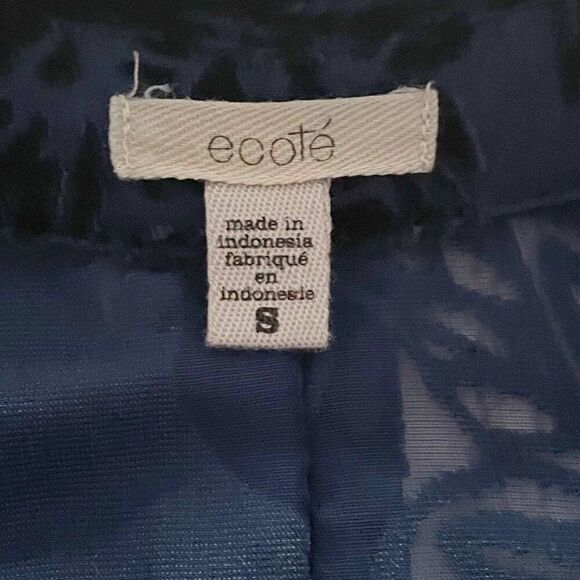 ecoté
made in
indonesia
fabriqué
en
indonesie
S